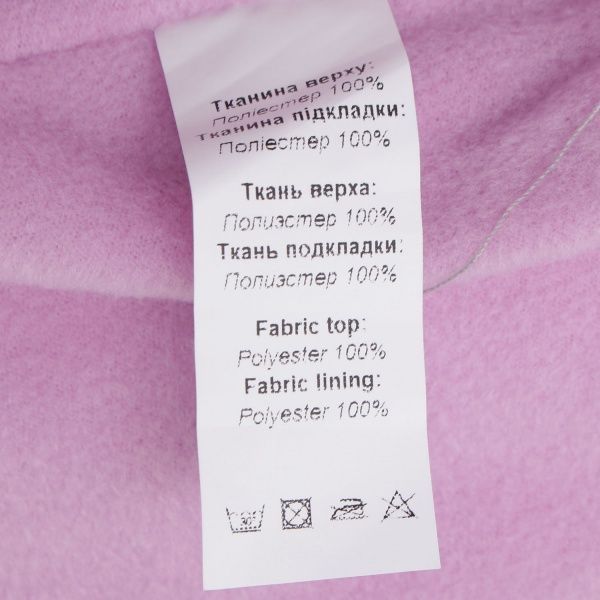 Тканина верху:
Поліестер 100%
Тканина підкладки:
Поліестер 100%
Ткань верха:
Полиэстер 100%
Ткань подкладки:
Полиэстер 100%
Fabric top:
Polyester 100%
Fabric lining:
Polyester 100%
30